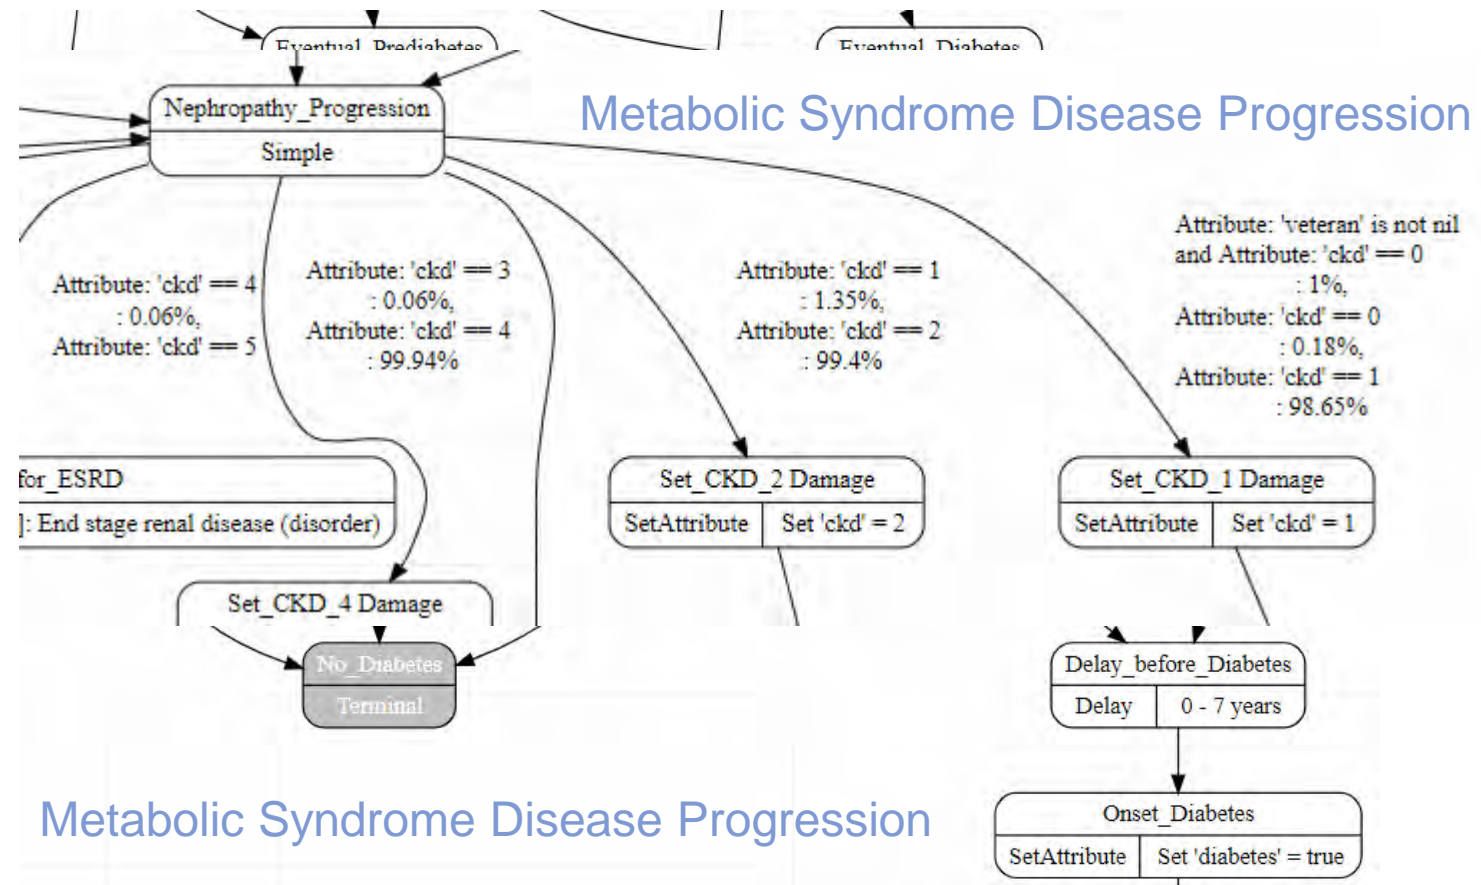 Eventual_Prediabetes
Eventual_Diabetes
Nephropathy_Progression
Simple
Metabolic Syndrome Disease Progression
Attribute: 'veteran' is not nil
and Attribute: 'ckd' == 0
: 1%,
Attribute: 'ckd' == 0
: 0.18%,
Attribute: 'ckd' == 1
: 98.65%
Attribute: 'ckd' == 1
: 1.35%,
Attribute: 'ckd' == 2
: 99.4%
Attribute: 'ckd' == 3
: 0.06%,
Attribute: 'ckd' == 4
: 99.94%
Attribute: 'ckd' == 4
: 0.06%,
Attribute: 'ckd' == 5
for_ESRD
]: End stage renal disease (disorder)
Set_CKD_2 Damage
SetAttribute
Set 'ckd' = 2
Set_CKD_1 Damage
SetAttribute
Set 'ckd' = 1
Set_CKD_4 Damage
No_Diabetes
Terminal
Delay_before_Diabetes
Delay
0 - 7 years
Metabolic Syndrome Disease Progression
Onset_Diabetes
SetAttribute
Set 'diabetes' = true